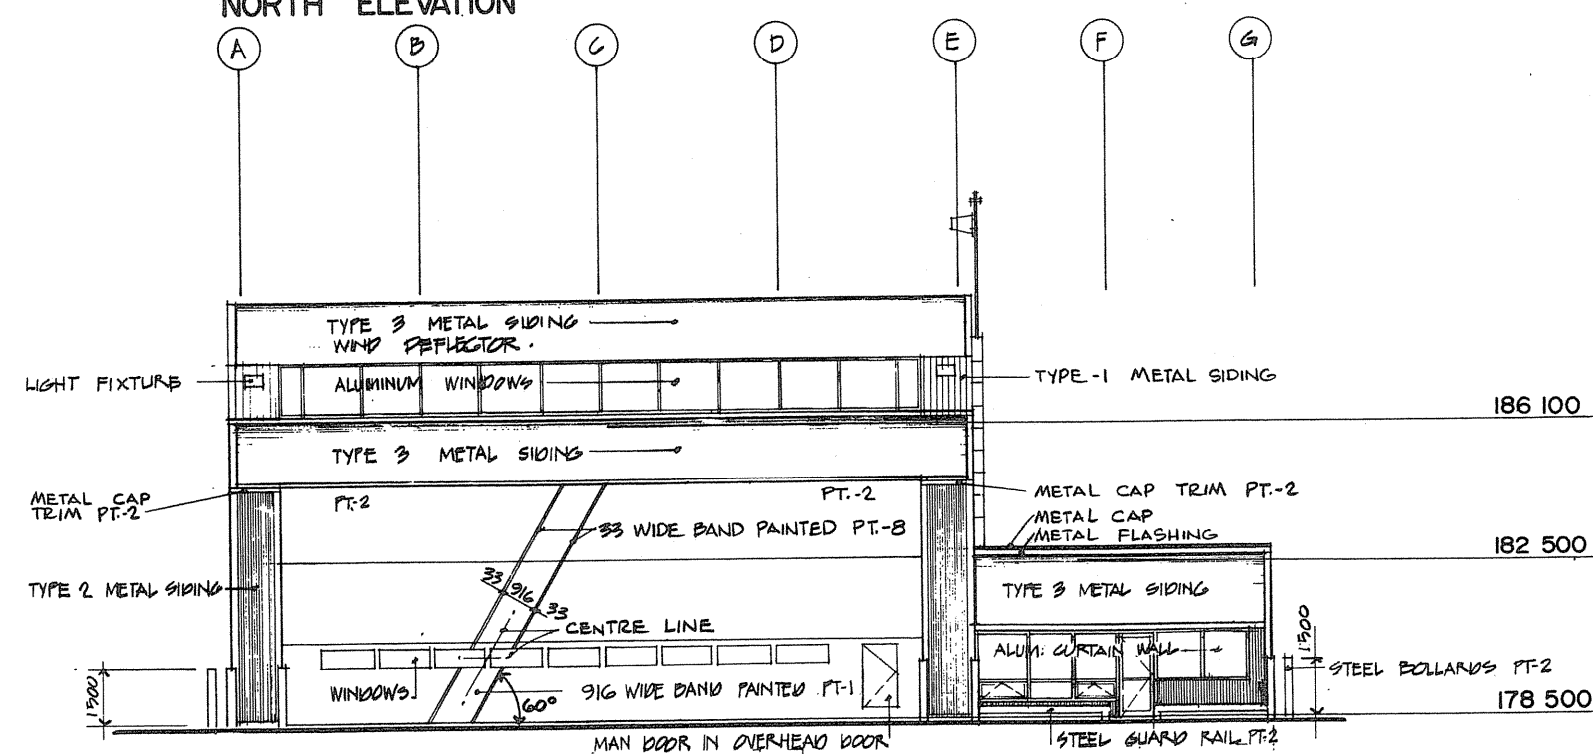 NORTH ELEVATION
A
B
C
D
E
F
G
TYPE 3 METAL SIDING
WIND DEFLECTOR.
LIGHT FIXTURE
ALUMINUM WINDOWS
TYPE-1 METAL SIDING
186 100
TYPE 3 METAL SIDING
METAL CAP
TRIM PT.-2
PT.-2
PT.-2
METAL CAP TRIM PT.-2
METAL CAP
METAL FLASHING
33 WIDE BAND PAINTED PT.-8
182 500
TYPE 2 METAL SIDING
33
916
33
TYPE 3 METAL SIDING
CENTRE LINE
1500
ALUM. CURTAIN WALL
STEEL BOLLARDS PT-2
1500
WINDOWS
60°
916 WIDE BAND PAINTED PT-1
178 500
MAN DOOR IN OVERHEAD DOOR
STEEL GUARD RAIL PT-2